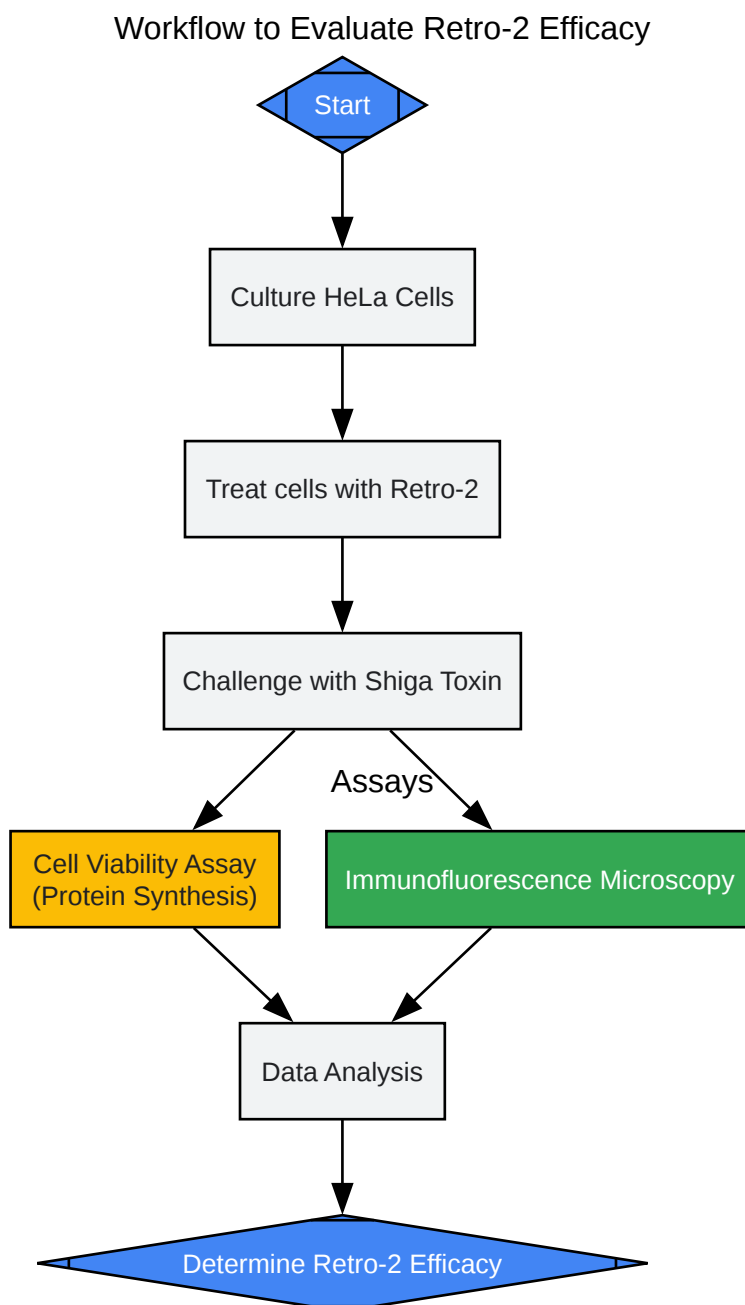 Workflow to Evaluate Retro-2 Efficacy
Start
Culture HeLa Cells
Treat cells with Retro-2
Challenge with Shiga Toxin
Assays
Cell Viability Assay
(Protein Synthesis)
Immunofluorescence Microscopy
Data Analysis
Determine Retro-2 Efficacy